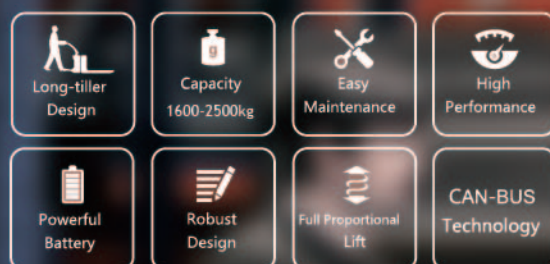 Long-tiller
Design
g
Capacity
1600-2500kg
Easy
Maintenance
High
Performance
Powerful
Battery
Robust
Design
Full Proportional
Lift
CAN-BUS
Technology